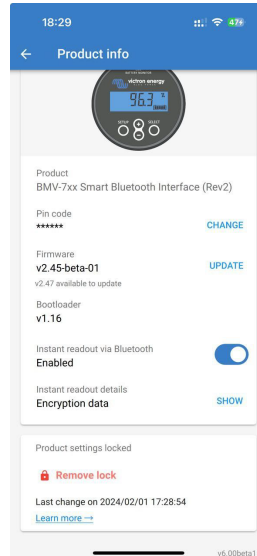 18:29
47
Product info
BATTERY MONITOR
victron energy
96.3 %
SETUP
SELECT
Product
BMV-7xx Smart Bluetooth Interface (Rev2)
Pin code
******
CHANGE
Firmware
v2.45-beta-01
UPDATE
v2.47 available to update
Bootloader
v1.16
Instant readout via Bluetooth
Enabled
Instant readout details
Encryption data
SHOW
Product settings locked
Remove lock
Last change on 2024/02/01 17:28:54
Learn more →
v6.00beta1